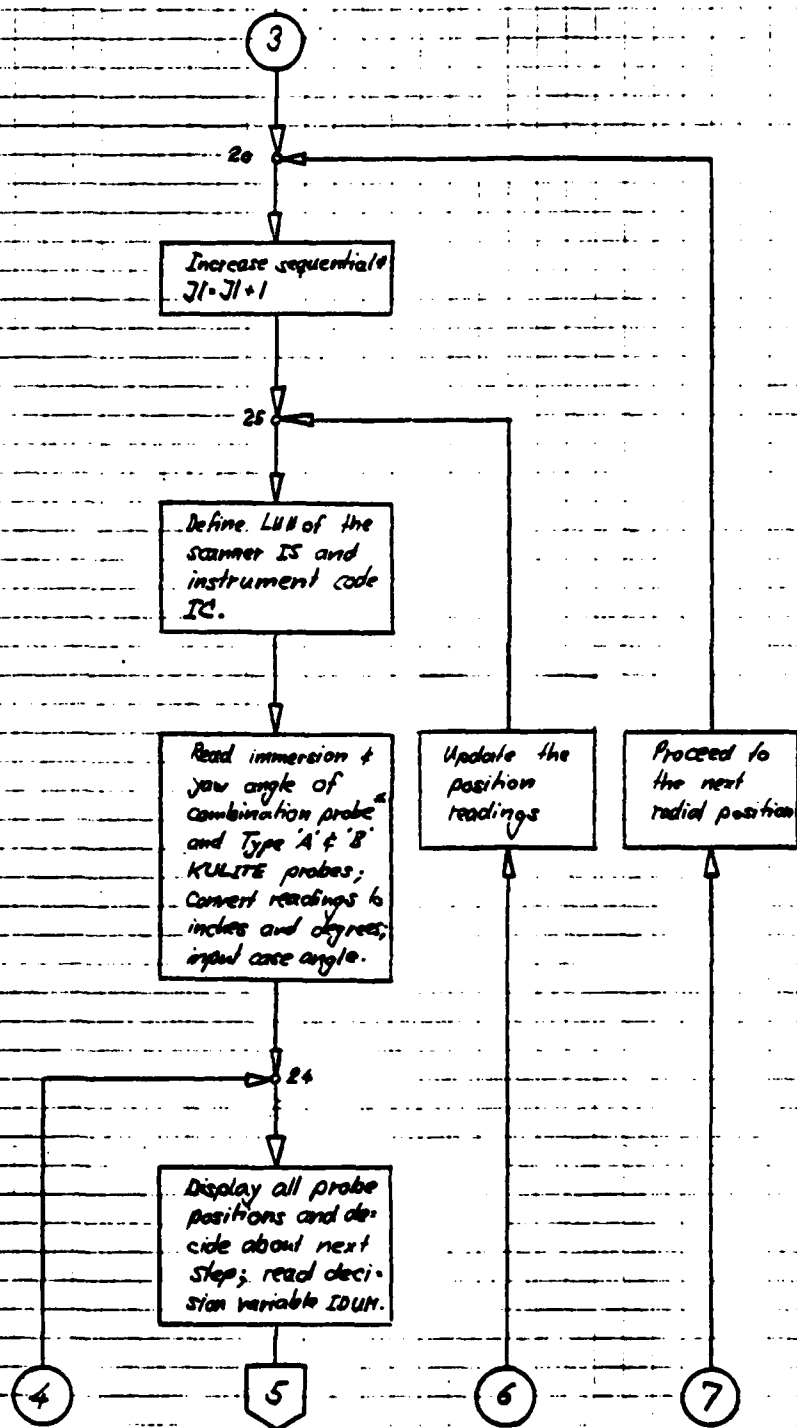 3
20
Increase sequential #
J1=J1+1
25
Define LUN of the
scanner IS and
instrument code
IC.
Read immersion &
yaw angle of
combination probe
and Type 'A' & 'B'
KULITE probes;
Convert readings to
inches and degrees;
input case angle.
Update the
position
readings
Proceed to
the next
radial position
24
Display all probe
positions and de-
cide about next
step; read deci-
sion variable IDUM.
4
5
6
7